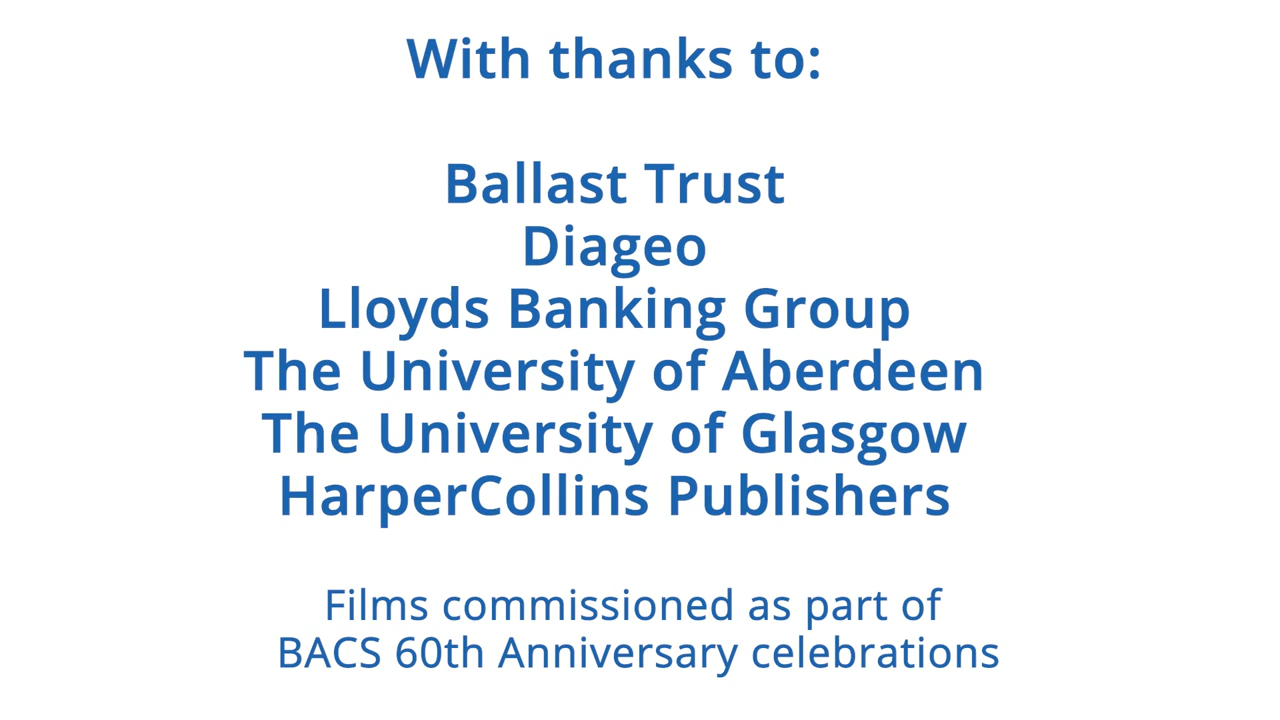 With thanks to:
Ballast Trust
Diageo
Lloyds Banking Group
The University of Aberdeen
The University of Glasgow
HarperCollins Publishers
Films commissioned as part of
BACS 60th Anniversary celebrations